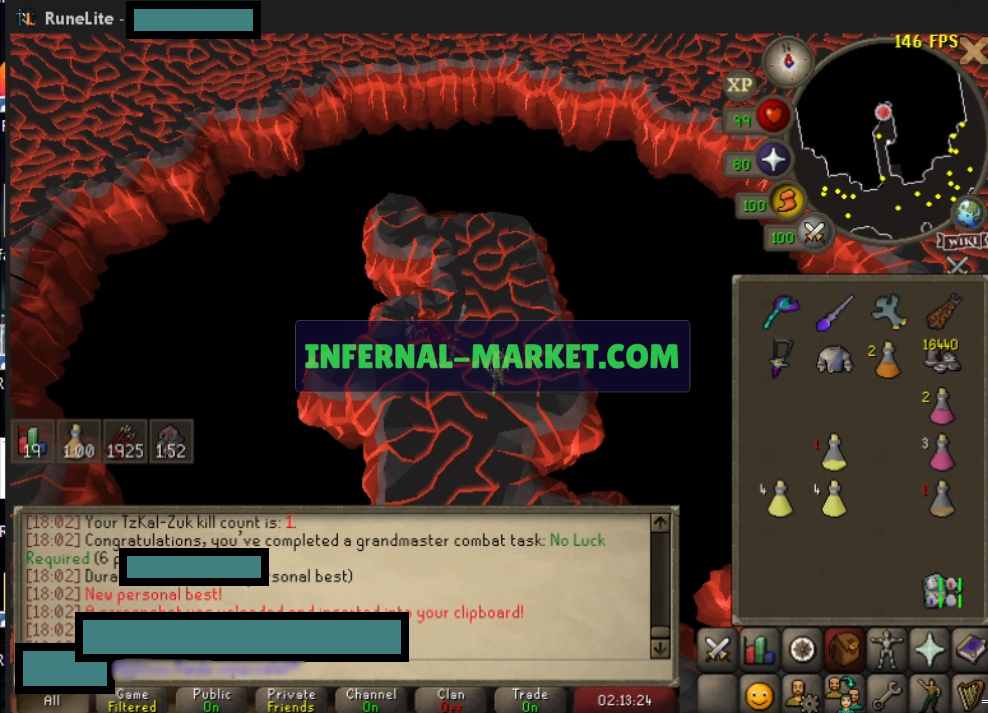 RuneLite -
146 FPS
XP
99
80
100
100
WIKI
INFERNAL-MARKET.COM
2
16440
2
1
3
4
4
1
19
1:00
1925
1:52
[18:02] Your TzKal-Zuk kill count is: 1.
[18:02] Congratulations, you've completed a grandmaster combat task: No Luck
Required (6 p
[18:02] Dura sonal best)
[18:02] New personal best!
[18:02] A screenshot was uploaded and inserted into your clipboard!
[18:02]
All
Game
Filtered
Public
On
Private
Friends
Channel
On
Clan
Off
Trade
On
02:13:24